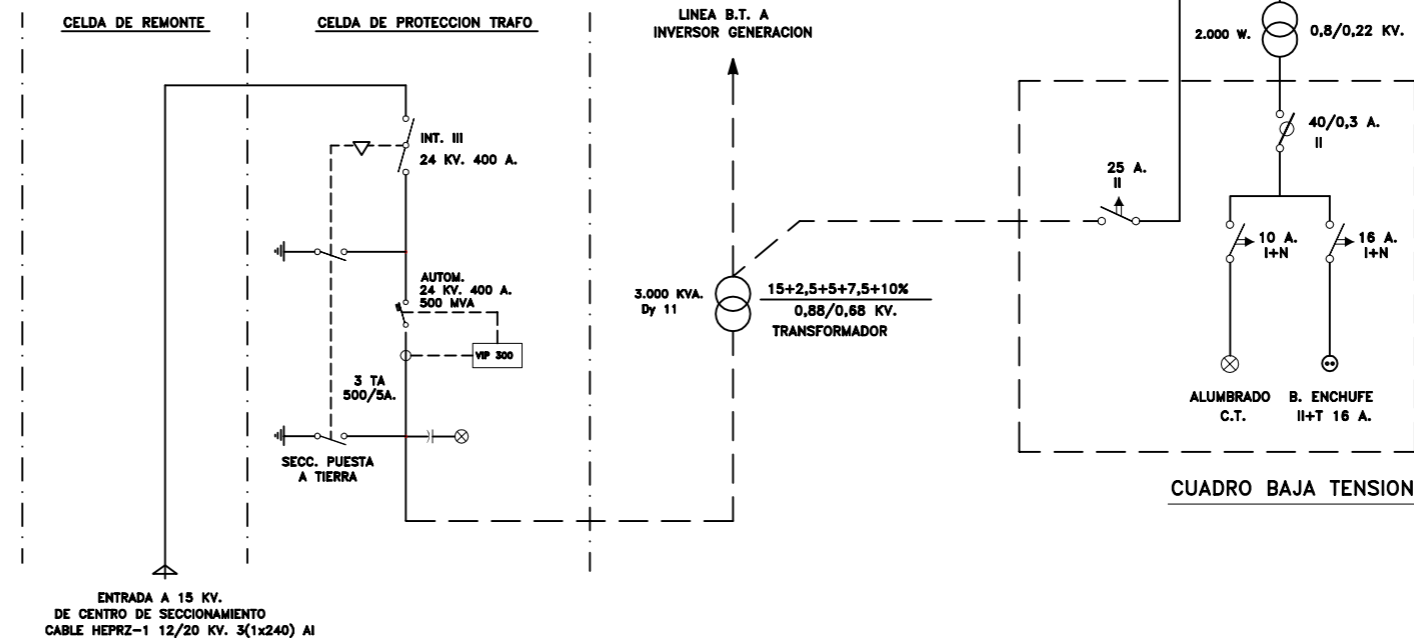 CELDA DE REMONTE
CELDA DE PROTECCION TRAFO
LINEA B.T. A
INVERSOR GENERACION
2.000 W.
0,8/0,22 KV.
INT. III
24 KV. 400 A.
40/0,3 A.
II
25 A.
II
10 A.
I+N
16 A.
I+N
AUTOM.
24 KV. 400 A.
500 MVA
VIP 300
3 TA
500/5A.
3.000 KVA.
Dy 11
15+2,5+5+7,5+10%
0,88/0,68 KV.
TRANSFORMADOR
ALUMBRADO
C.T.
B. ENCHUFE
II+T 16 A.
SECC. PUESTA
A TIERRA
CUADRO BAJA TENSION
ENTRADA A 15 KV.
DE CENTRO DE SECCIONAMIENTO
CABLE HEPRZ-1 12/20 KV. 3(1x240) Al